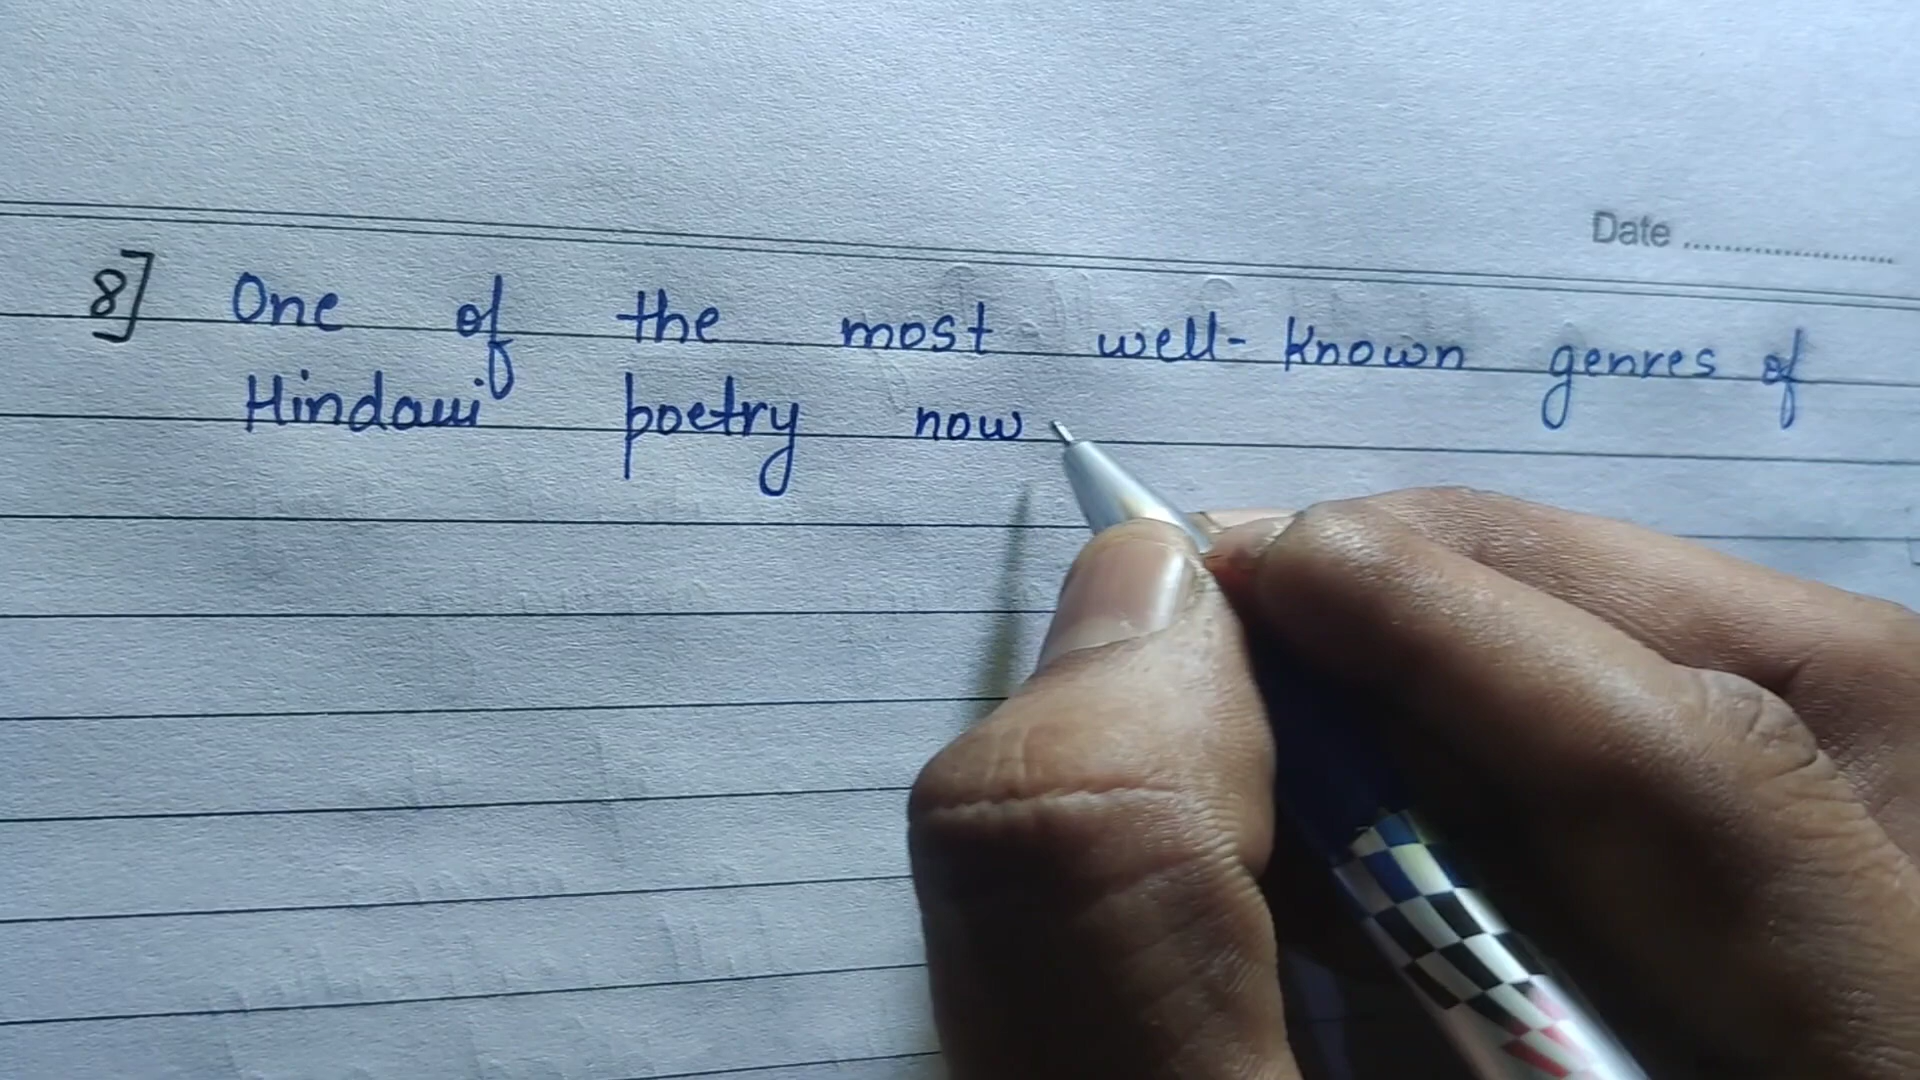 Date ........................
8] One of the most well-known genres of
Hindawi poetry now